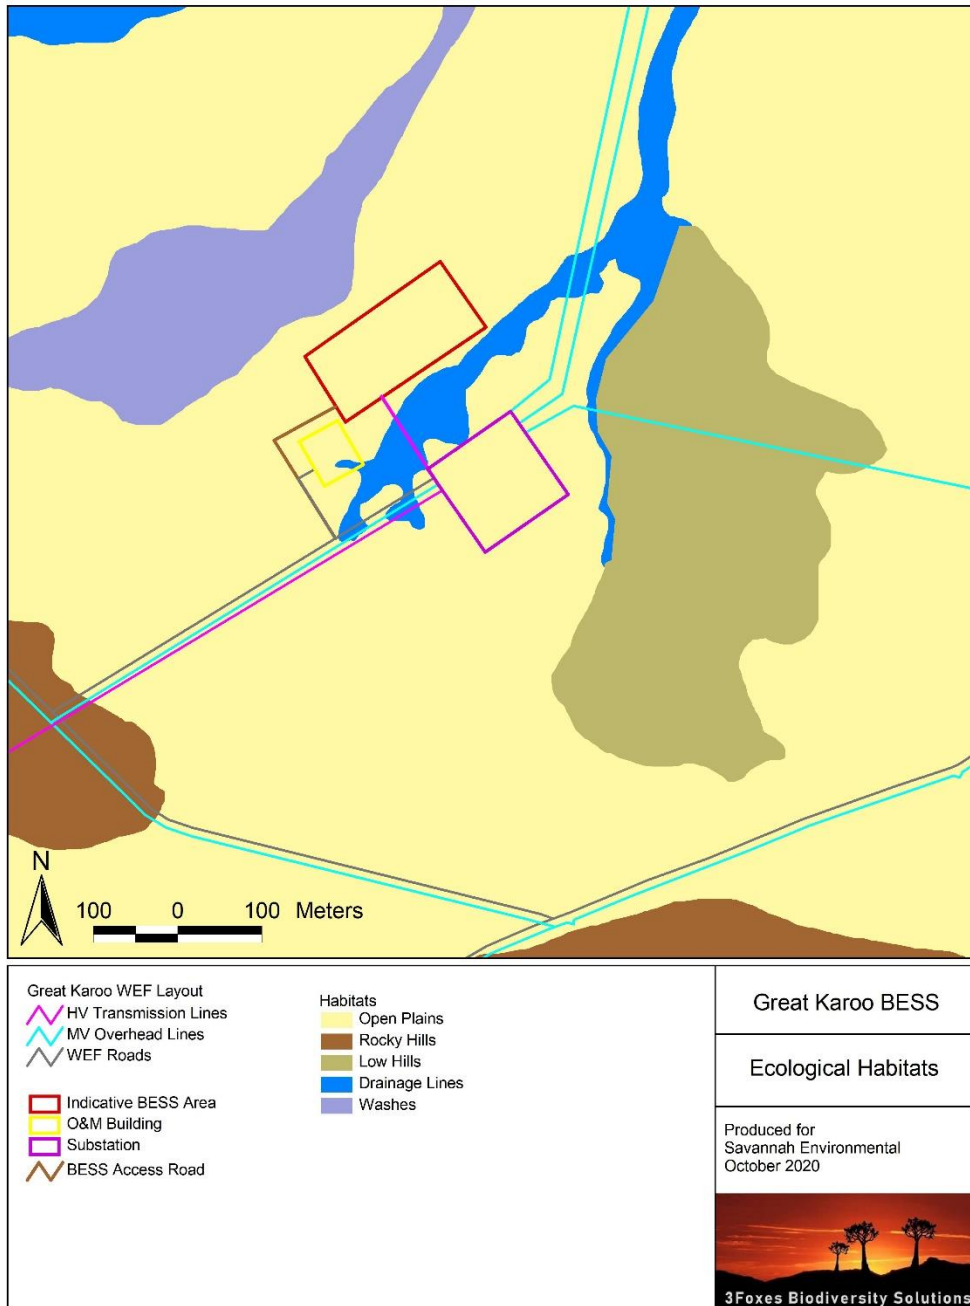 N
100 0 100 Meters
Great Karoo WEF Layout
HV Transmission Lines
MV Overhead Lines
WEF Roads
Indicative BESS Area
O&M Building
Substation
BESS Access Road
Habitats
Open Plains
Rocky Hills
Low Hills
Drainage Lines
Washes
Great Karoo BESS
Ecological Habitats
Produced for
Savannah Environmental
October 2020
3Foxes Biodiversity Solutions